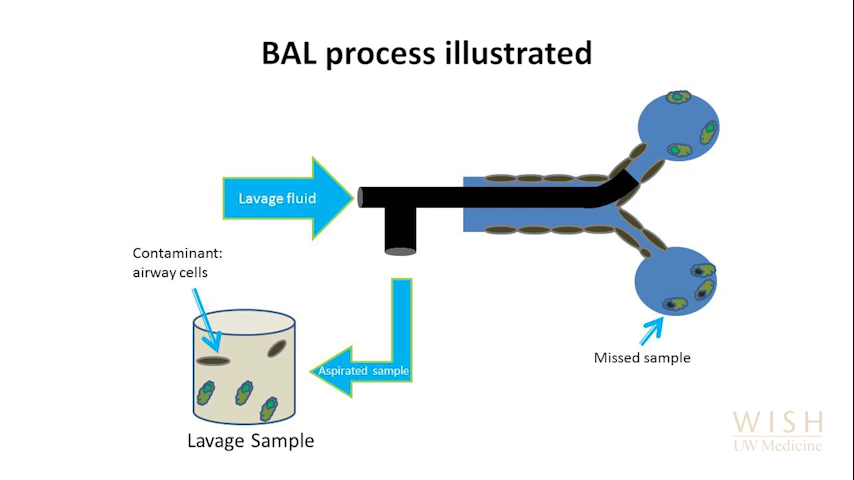 BAL process illustrated
Lavage fluid
Contaminant:
airway cells
Aspirated sample
Missed sample
Lavage Sample
WISH
UW Medicine